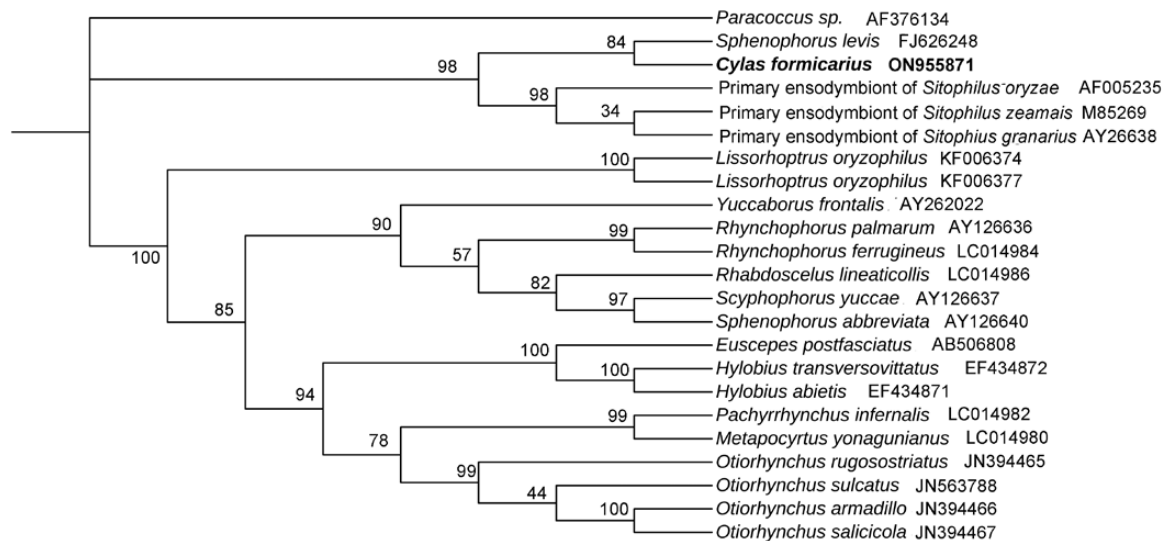 Paracoccus sp. AF376134
84 Sphenophorus levis FJ626248
98 Cylas formicarius ON955871
98 Primary ensodymbiont of Sitophilus oryzae AF005235
34 Primary ensodymbiont of Sitophilus zeamais M85269
Primary ensodymbiont of Sitophius granarius AY26638
100 Lissorhoptrus oryzophilus KF006374
Lissorhoptrus oryzophilus KF006377
Yuccaborus frontalis AY262022
90 99 Rhynchophorus palmarum AY126636
100 57 Rhynchophorus ferrugineus LC014984
82 Rhabdoscelus lineaticollis LC014986
85 97 Scyphophorus yuccae AY126637
Sphenophorus abbreviata AY126640
100 Euscepes postfasciatus AB506808
100 Hylobius transversovittatus EF434872
94 Hylobius abietis EF434871
99 Pachyrrhynchus infernalis LC014982
78 Metapocyrtus yonagunianus LC014980
99 Otiorhynchus rugosostriatus JN394465
44 Otiorhynchus sulcatus JN563788
100 Otiorhynchus armadillo JN394466
Otiorhynchus salicicola JN394467